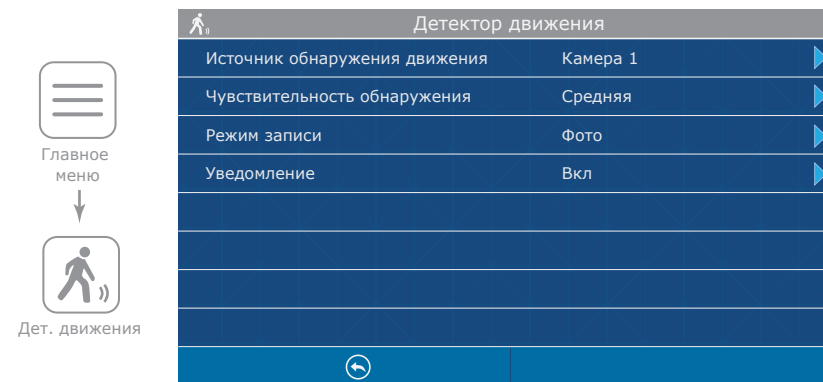 Главное
меню
Дет. движения
Детектор движения
Источник обнаружения движения Камера 1
Чувствительность обнаружения Средняя
Режим записи Фото
Уведомление Вкл